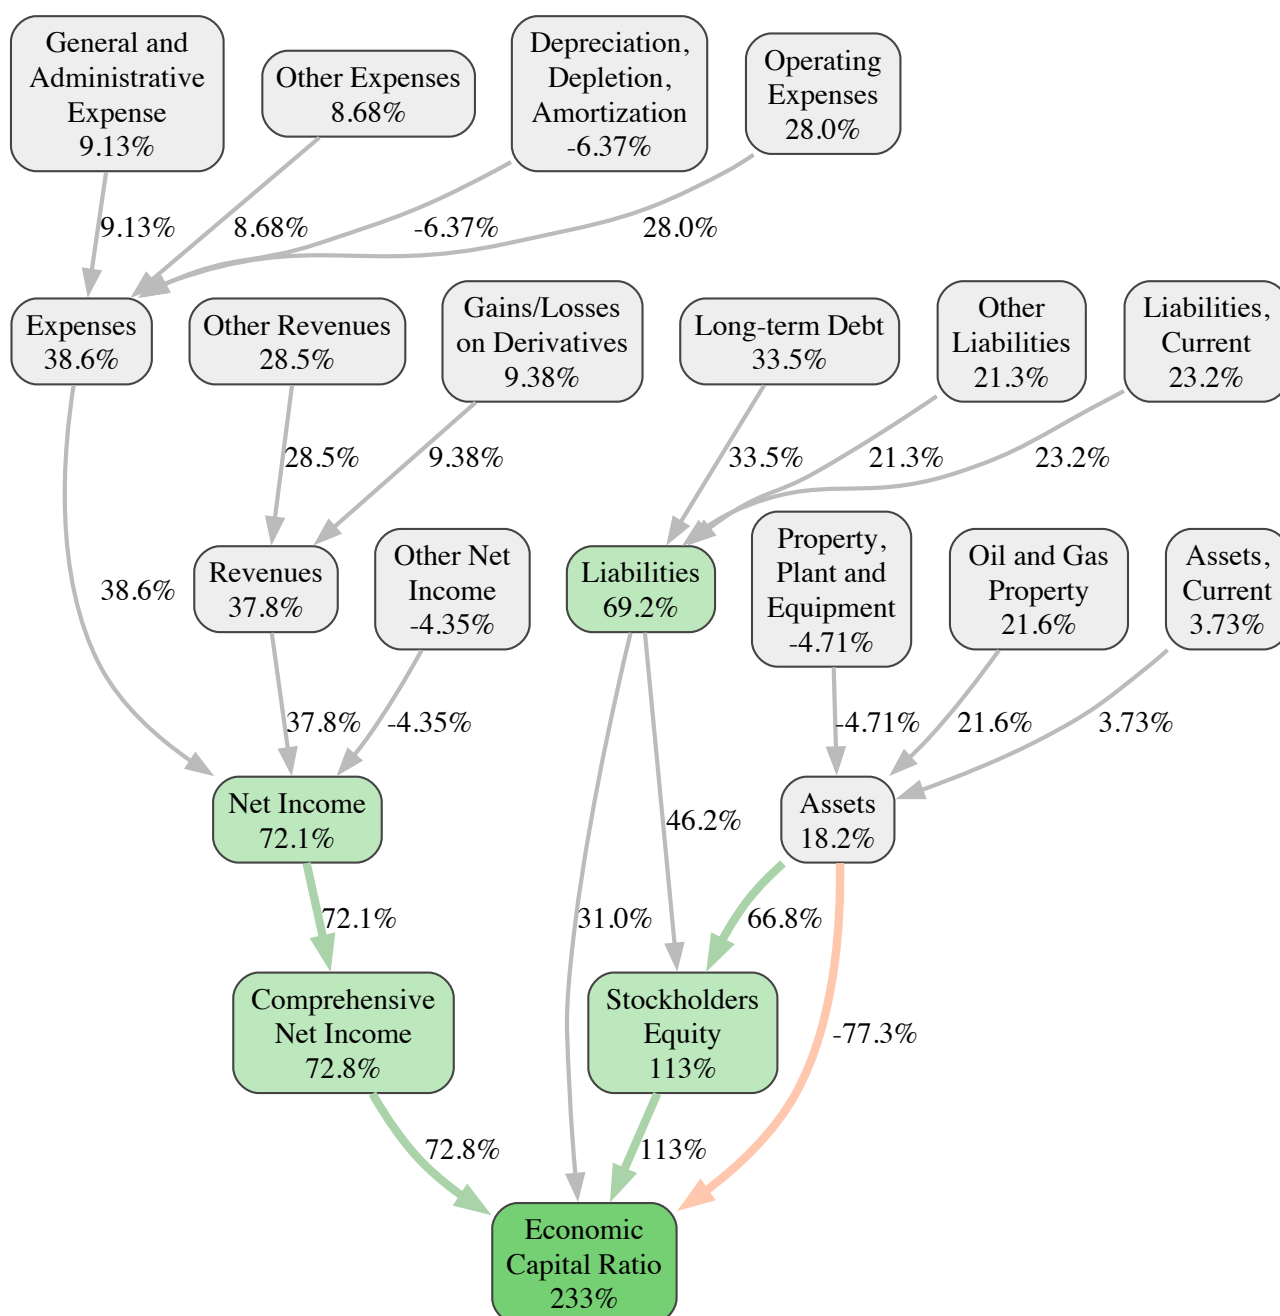 General and
Administrative
Expense
9.13%
Other Expenses
8.68%
Depreciation,
Depletion,
Amortization
-6.37%
Operating
Expenses
28.0%
9.13%
8.68%
-6.37%
28.0%
Expenses
38.6%
Other Revenues
28.5%
Gains/Losses
on Derivatives
9.38%
Long-term Debt
33.5%
Other
Liabilities
21.3%
Liabilities,
Current
23.2%
28.5%
9.38%
33.5%
21.3%
23.2%
38.6%
Revenues
37.8%
Other Net
Income
-4.35%
Liabilities
69.2%
Property,
Plant and
Equipment
-4.71%
Oil and Gas
Property
21.6%
Assets,
Current
3.73%
37.8%
-4.35%
-4.71%
21.6%
3.73%
Net Income
72.1%
46.2%
Assets
18.2%
72.1%
31.0%
66.8%
Comprehensive
Net Income
72.8%
Stockholders
Equity
113%
-77.3%
72.8%
113%
Economic
Capital Ratio
233%